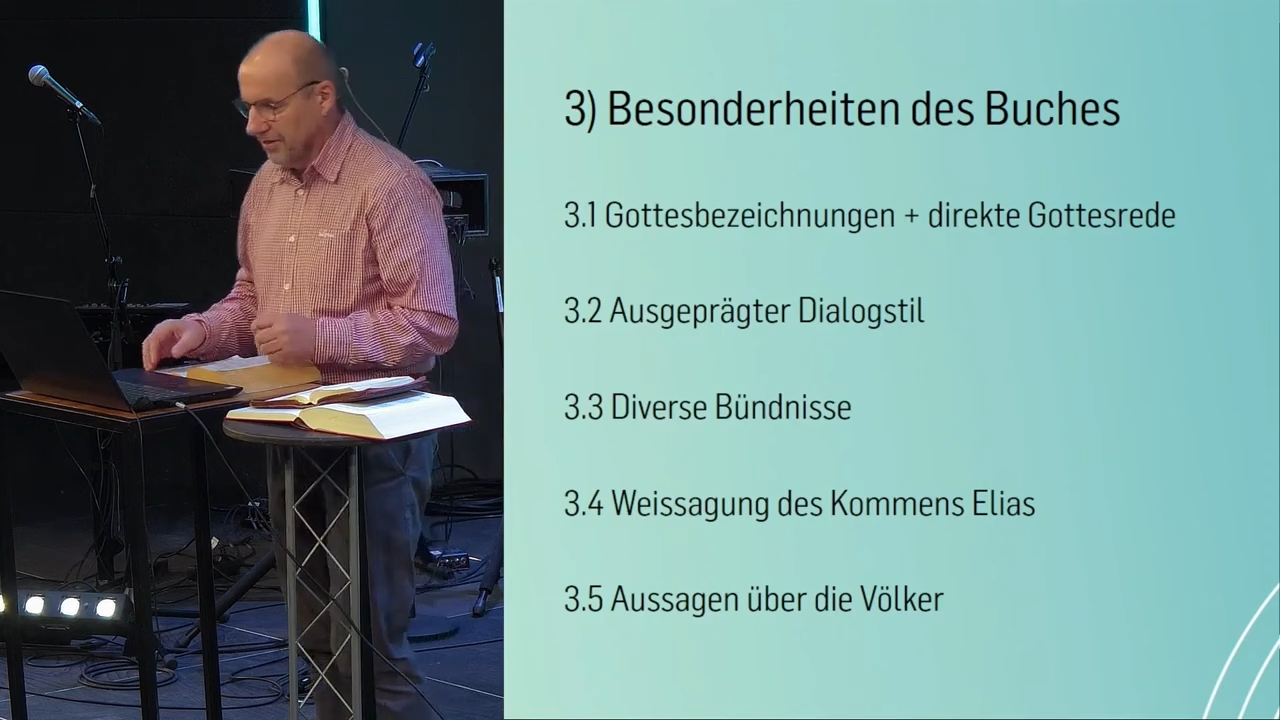 3) Besonderheiten des Buches
3.1 Gottesbezeichnungen + direkte Gottesrede
3.2 Ausgeprägter Dialogstil
3.3 Diverse Bündnisse
3.4 Weissagung des Kommens Elias
3.5 Aussagen über die Völker